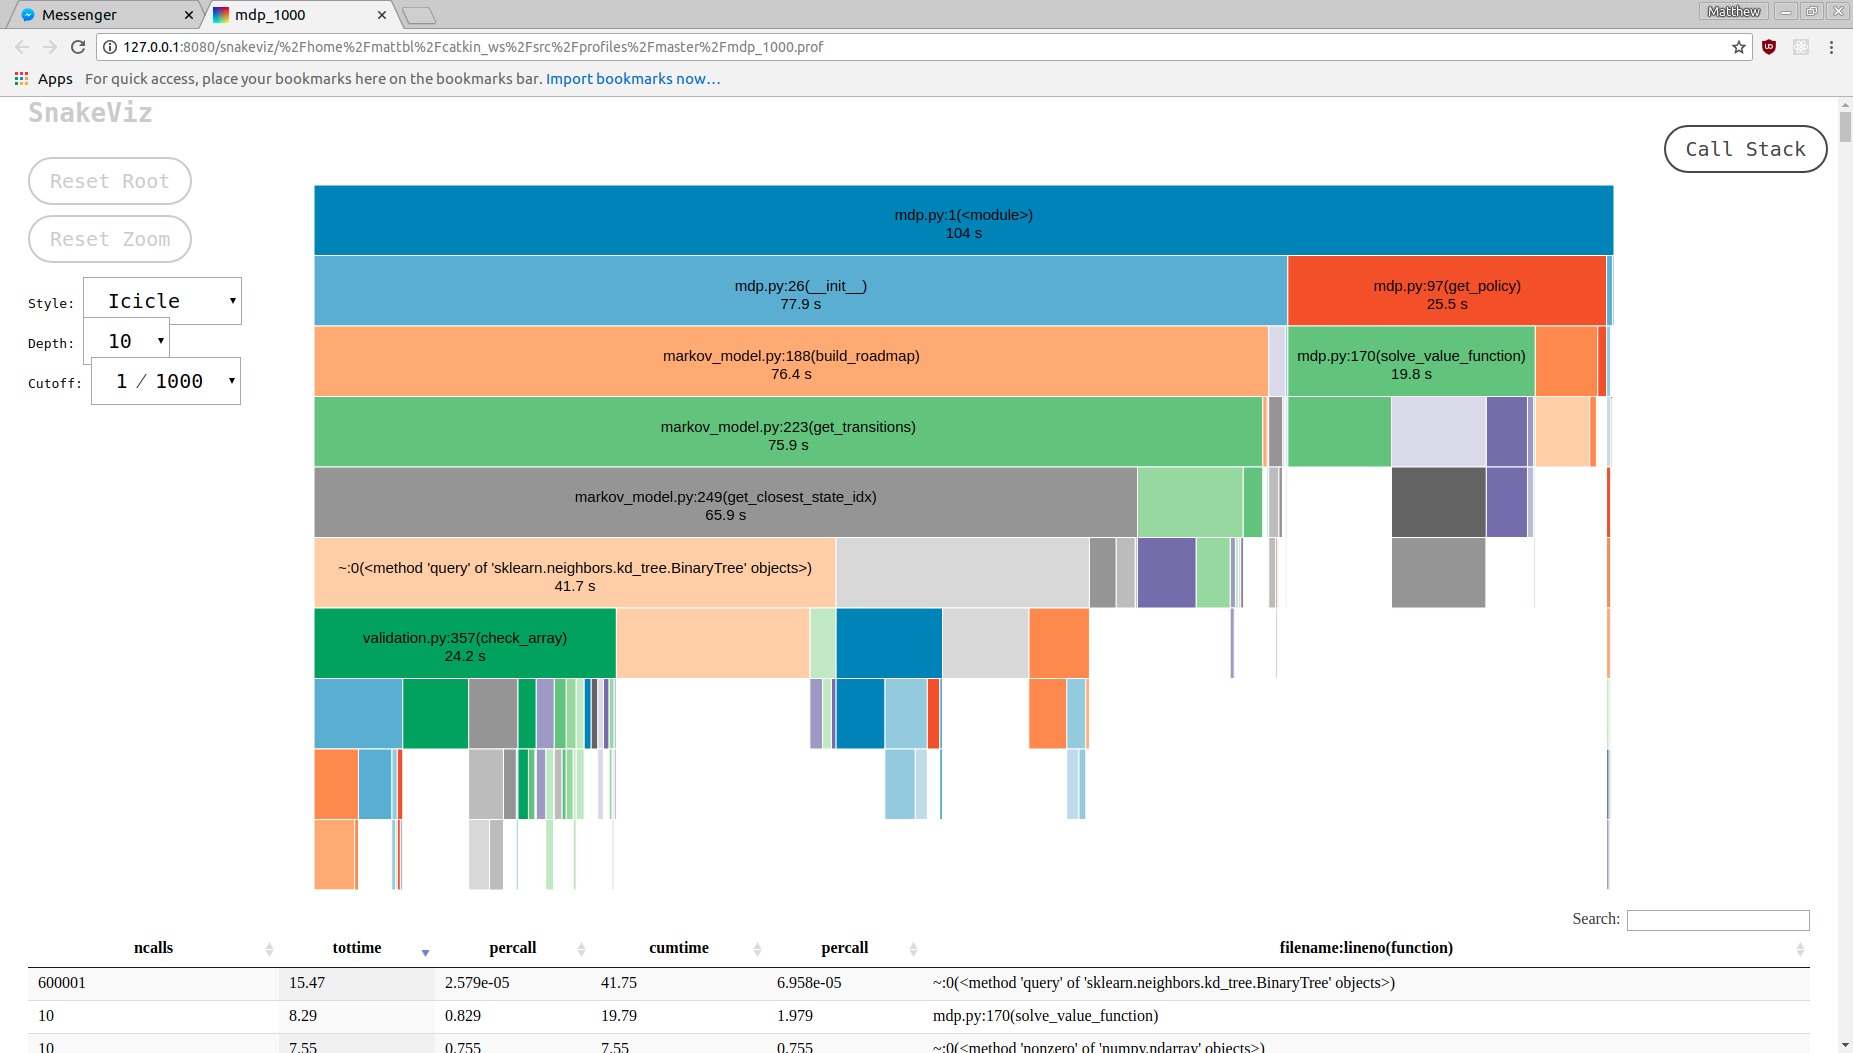 Messenger
mdp_1000
Matthew
127.0.0.1:8080/snakeviz/%2Fhome%2Fmattbl%2Fcatkin_ws%2Fsrc%2Fprofiles%2Fmaster%2Fmdp_1000.prof
Apps For quick access, place your bookmarks here on the bookmarks bar. Import bookmarks now…
SnakeViz
Call Stack
Reset Root
Reset Zoom
Style: Icicle
Depth: 10
Cutoff: 1 / 1000
mdp.py:1(<module>)
104 s
mdp.py:26(__init__)
77.9 s
mdp.py:97(get_policy)
25.5 s
markov_model.py:188(build_roadmap)
76.4 s
mdp.py:170(solve_value_function)
19.8 s
markov_model.py:223(get_transitions)
75.9 s
markov_model.py:249(get_closest_state_idx)
65.9 s
~:0(<method 'query' of 'sklearn.neighbors.kd_tree.BinaryTree' objects>)
41.7 s
validation.py:357(check_array)
24.2 s
Search:
ncalls tottime percall cumtime percall filename:lineno(function)
600001 15.47 2.579e-05 41.75 6.958e-05 ~:0(<method 'query' of 'sklearn.neighbors.kd_tree.BinaryTree' objects>)
10 8.29 0.829 19.79 1.979 mdp.py:170(solve_value_function)
10 7.55 0.755 7.55 0.755 ~:0(<method 'nonzero' of 'numpy.ndarray' objects>)